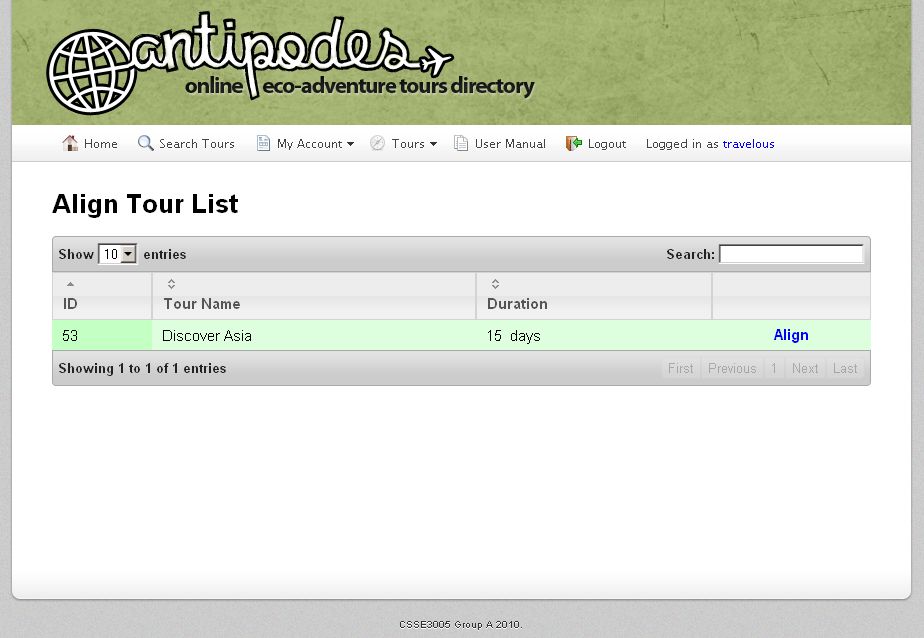 antipodes
online eco-adventure tours directory
Home Search Tours My Account Tours User Manual Logout Logged in as travelous
Align Tour List
Show 10 entries Search:
ID Tour Name Duration
53 Discover Asia 15 days Align
Showing 1 to 1 of 1 entries First Previous 1 Next Last
CSSE3005 Group A 2010.